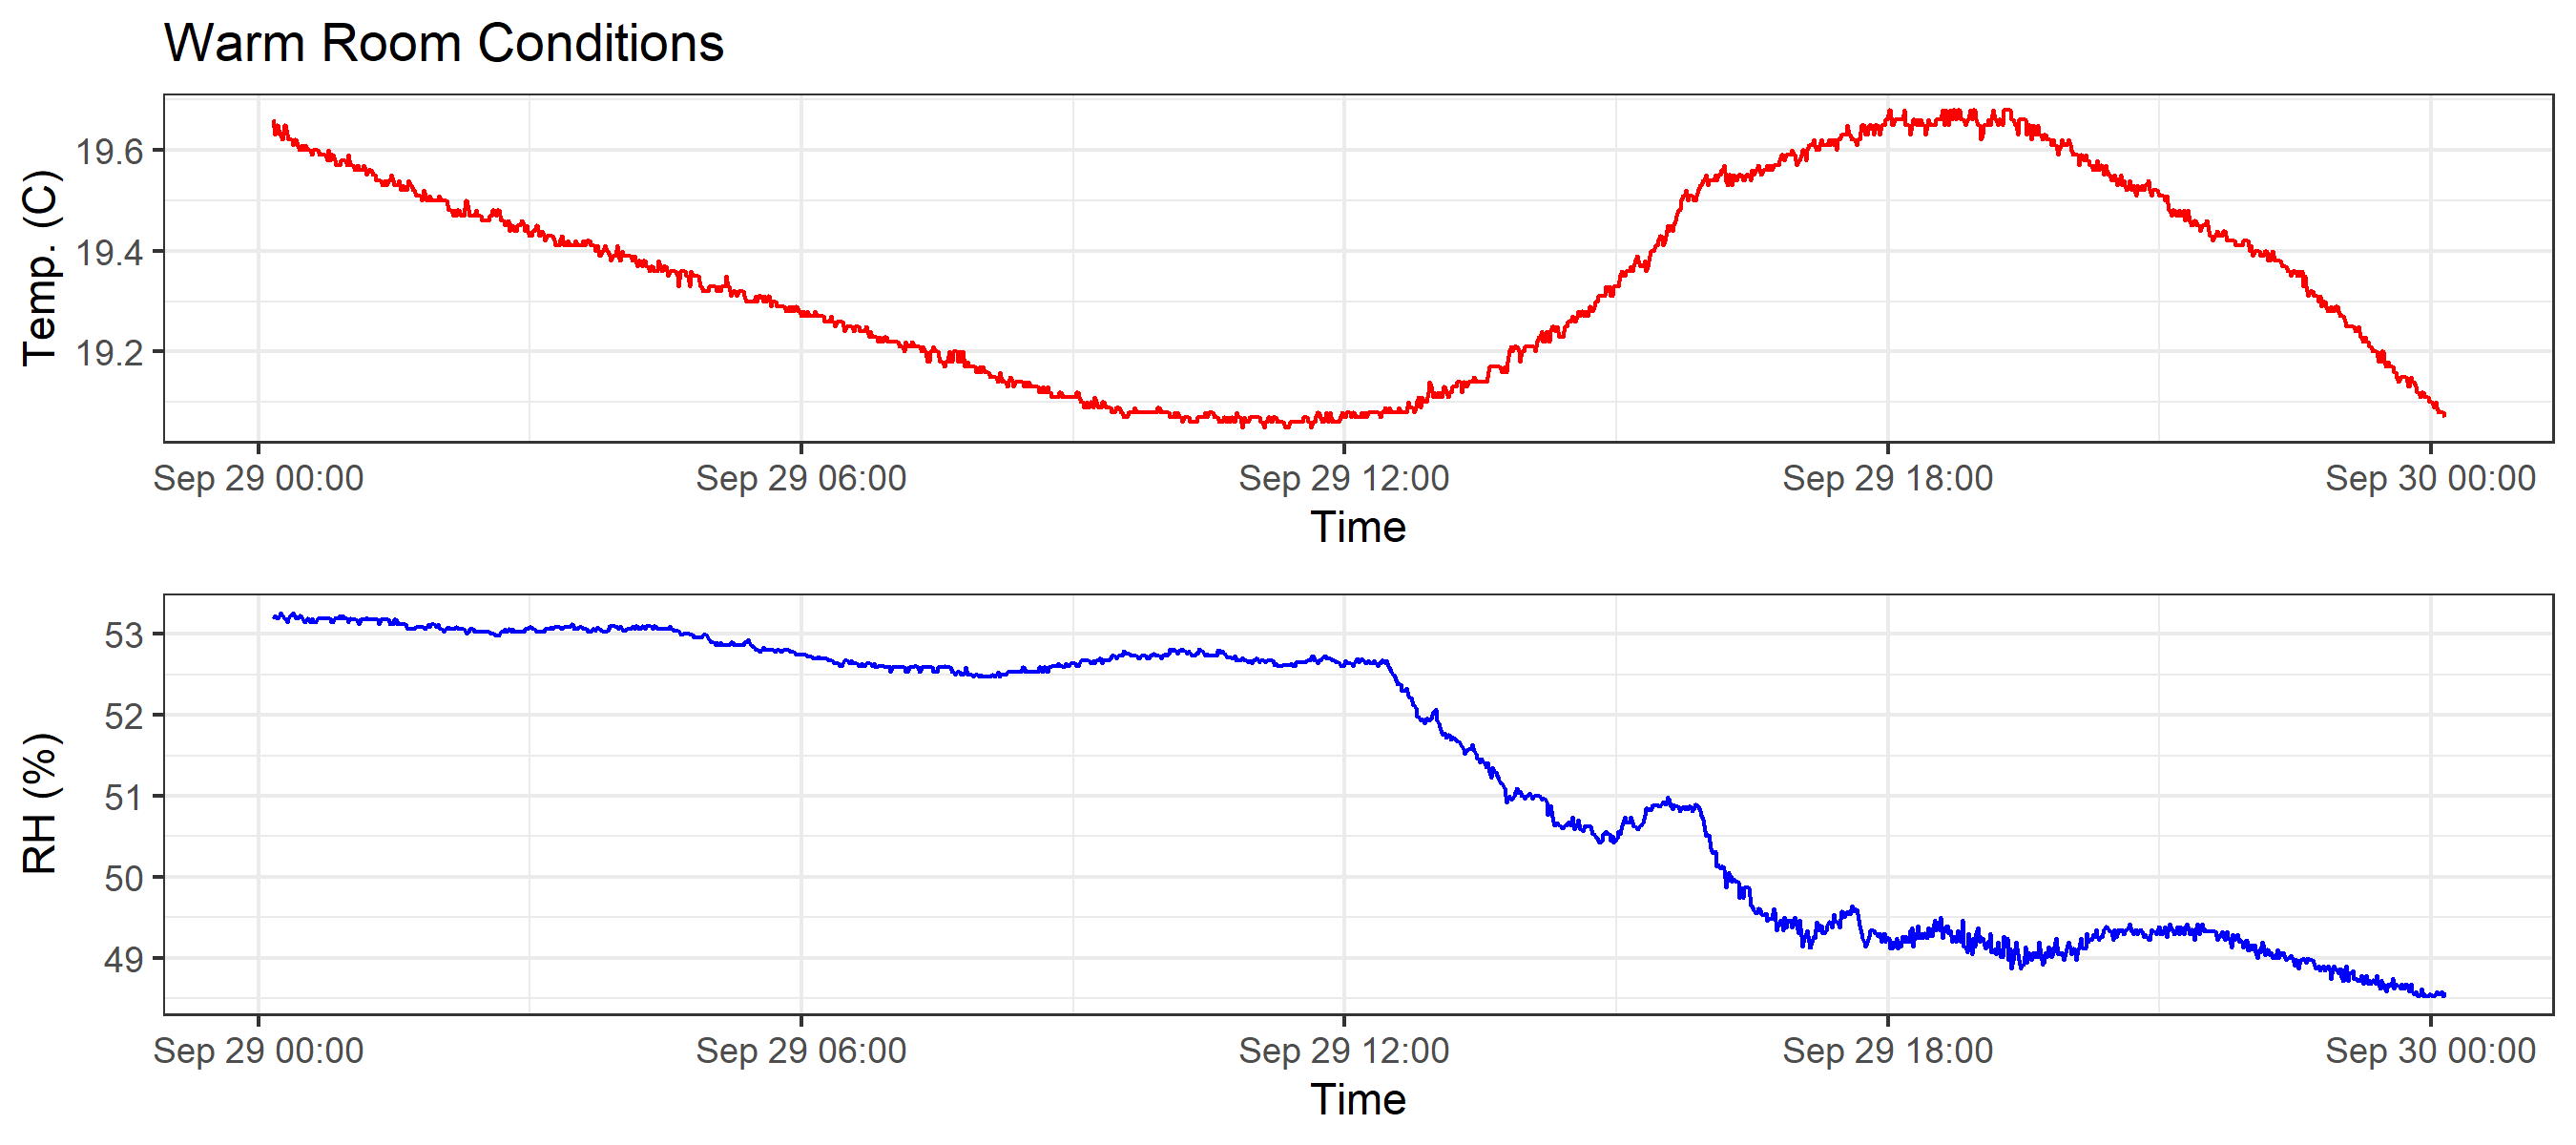 Warm Room Conditions
Temp. (C)
19.6
19.4
19.2
Sep 29 00:00 Sep 29 06:00 Sep 29 12:00 Sep 29 18:00 Sep 30 00:00
Time
RH (%)
53
52
51
50
49
Sep 29 00:00 Sep 29 06:00 Sep 29 12:00 Sep 29 18:00 Sep 30 00:00
Time